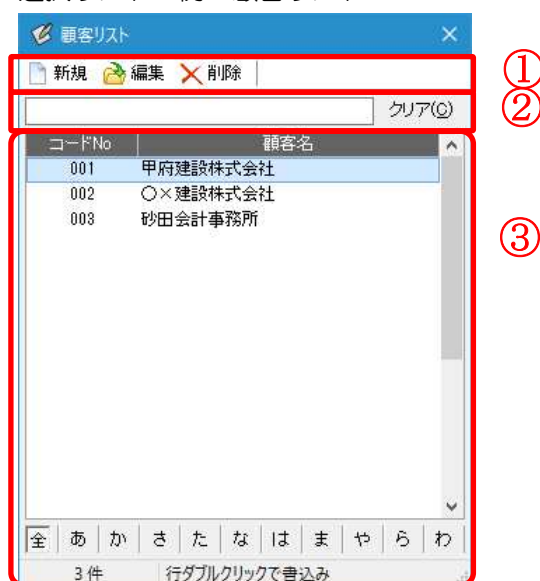 顧客リスト
新規 編集 削除 ①
クリア(C) ②
コードNo 顧客名
001 甲府建設株式会社
002 〇×建設株式会社
003 砂田会計事務所
③
全 あ か さ た な は ま や ら わ
3 件 行ダブルクリックで書込み